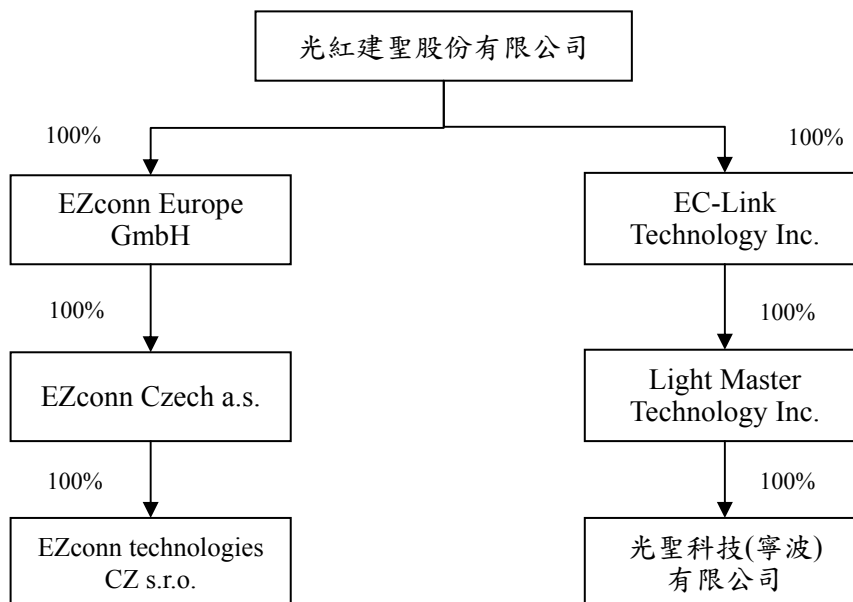 光紅建聖股份有限公司
100%
100%
EZconn Europe
GmbH
EC-Link
Technology Inc.
100%
100%
EZconn Czech a.s.
Light Master
Technology Inc.
100%
100%
EZconn technologies
CZ s.r.o.
光聖科技(寧波)
有限公司